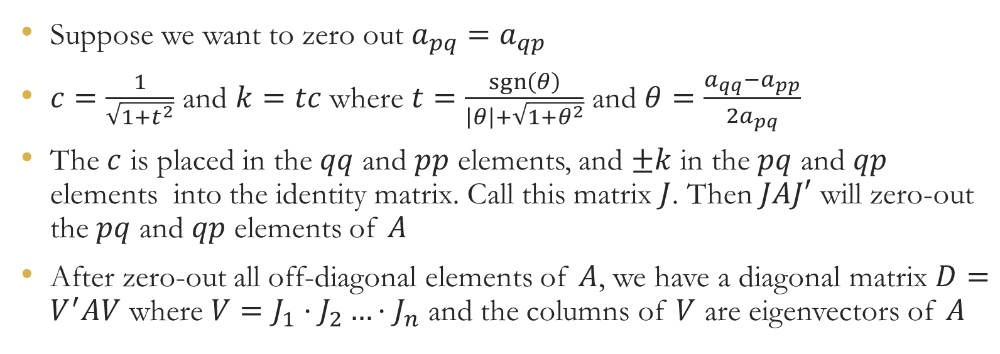 • Suppose we want to zero out $a_{pq} = a_{qp}$
• $c = \frac{1}{\sqrt{1+t^2}}$ and $k = tc$ where $t = \frac{\text{sgn}(\theta)}{|\theta|+\sqrt{1+\theta^2}}$ and $\theta = \frac{a_{qq}-a_{pp}}{2a_{pq}}$
• The $c$ is placed in the $qq$ and $pp$ elements, and $\pm k$ in the $pq$ and $qp$
elements into the identity matrix. Call this matrix $J$. Then $JAJ'$ will zero-out
the $pq$ and $qp$ elements of $A$
• After zero-out all off-diagonal elements of $A$, we have a diagonal matrix $D =$
$V'AV$ where $V = J_1 \cdot J_2 \ldots \cdot J_n$ and the columns of $V$ are eigenvectors of $A$